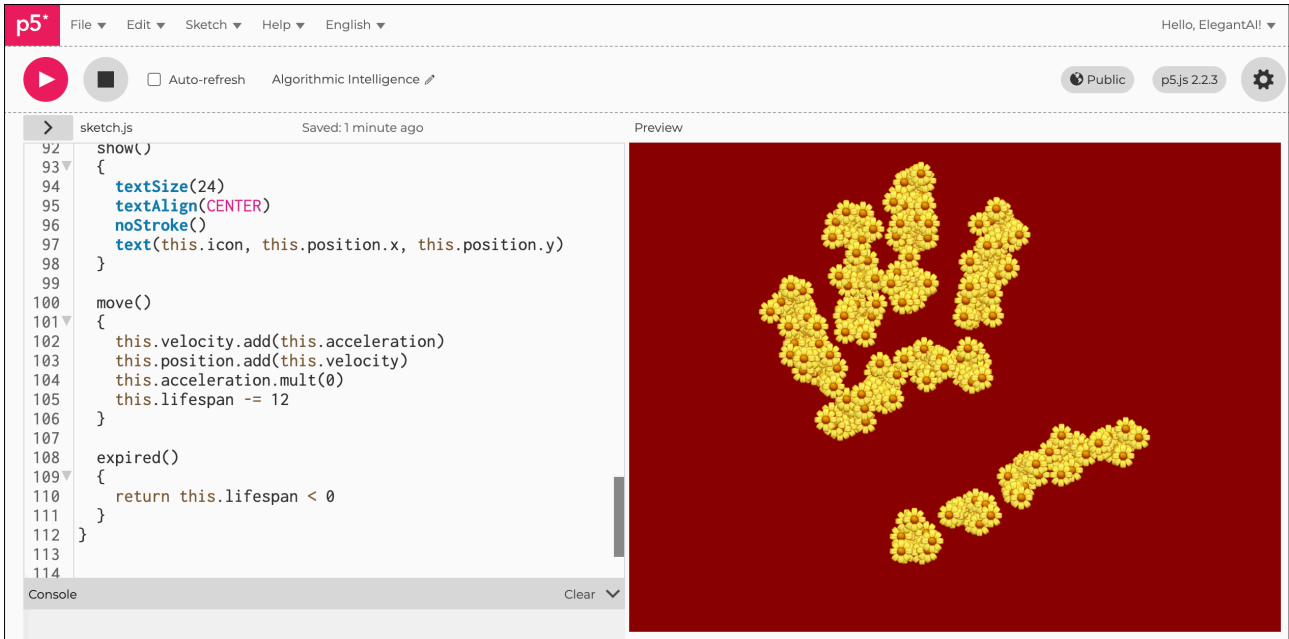 p5* File Edit Sketch Help English Hello, ElegantAI!
Auto-refresh Algorithmic Intelligence Public p5.js 2.2.3
sketch.js Saved: 1 minute ago Preview
92 show()
93 {
94 textSize(24)
95 textAlign(CENTER)
96 noStroke()
97 text(this.icon, this.position.x, this.position.y)
98 }
99
100 move()
101 {
102 this.velocity.add(this.acceleration)
103 this.position.add(this.velocity)
104 this.acceleration.mult(0)
105 this.lifespan -= 12
106 }
107
108 expired()
109 {
110 return this.lifespan < 0
111 }
112 }
113
114
Console Clear